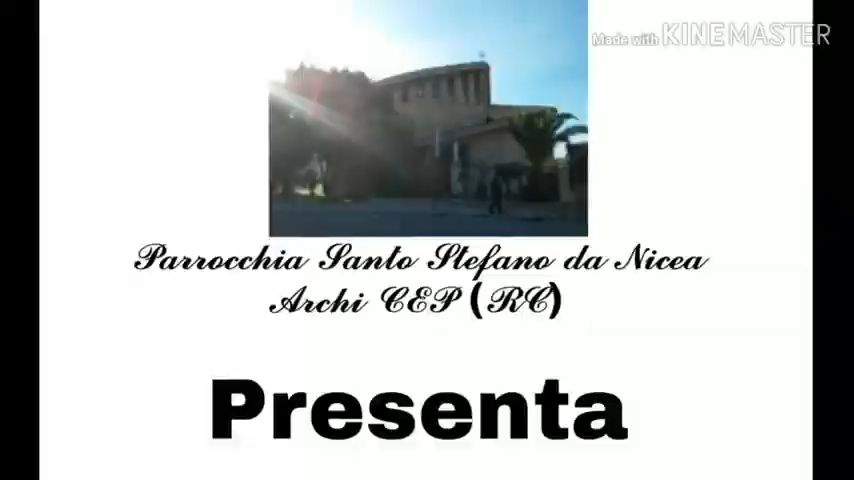 Made with KINEMASTER
Parrocchia Santo Stefano da Nicea
Archi CEP (RC)
Presenta